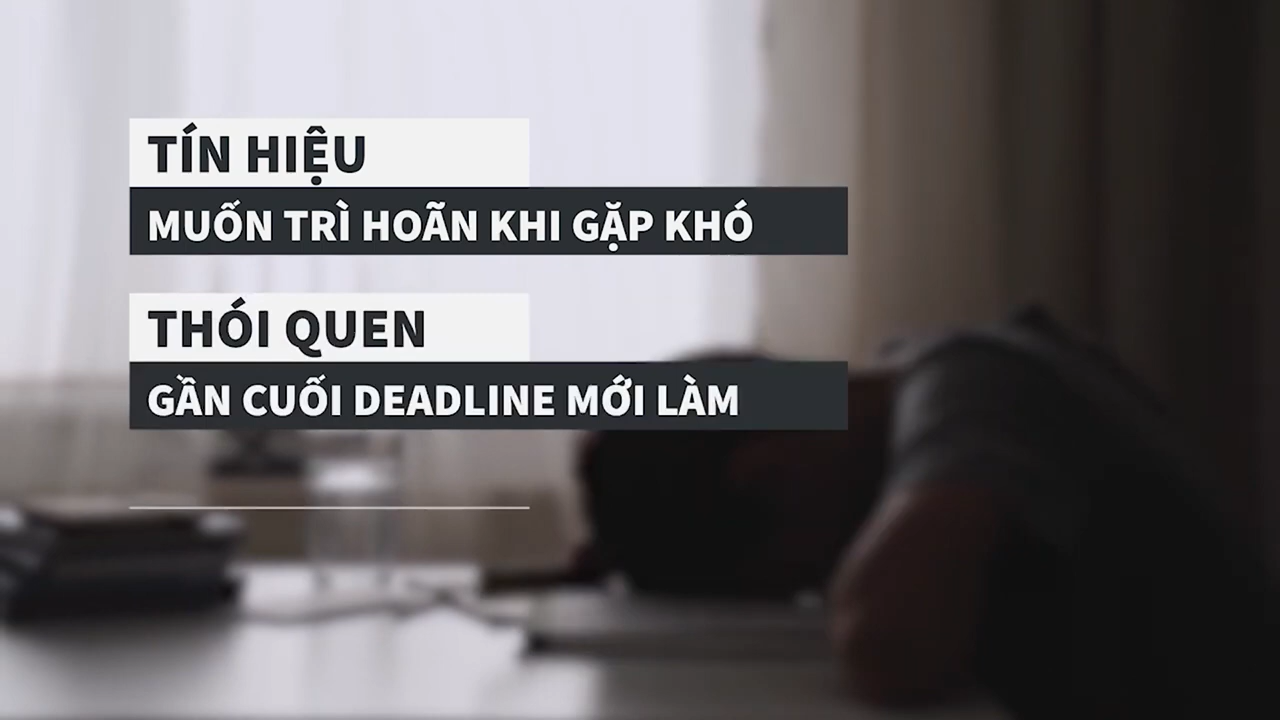 TÍN HIỆU
MUỐN TRÌ HOÃN KHI GẶP KHÓ
THÓI QUEN
GẦN CUỐI DEADLINE MỚI LÀM